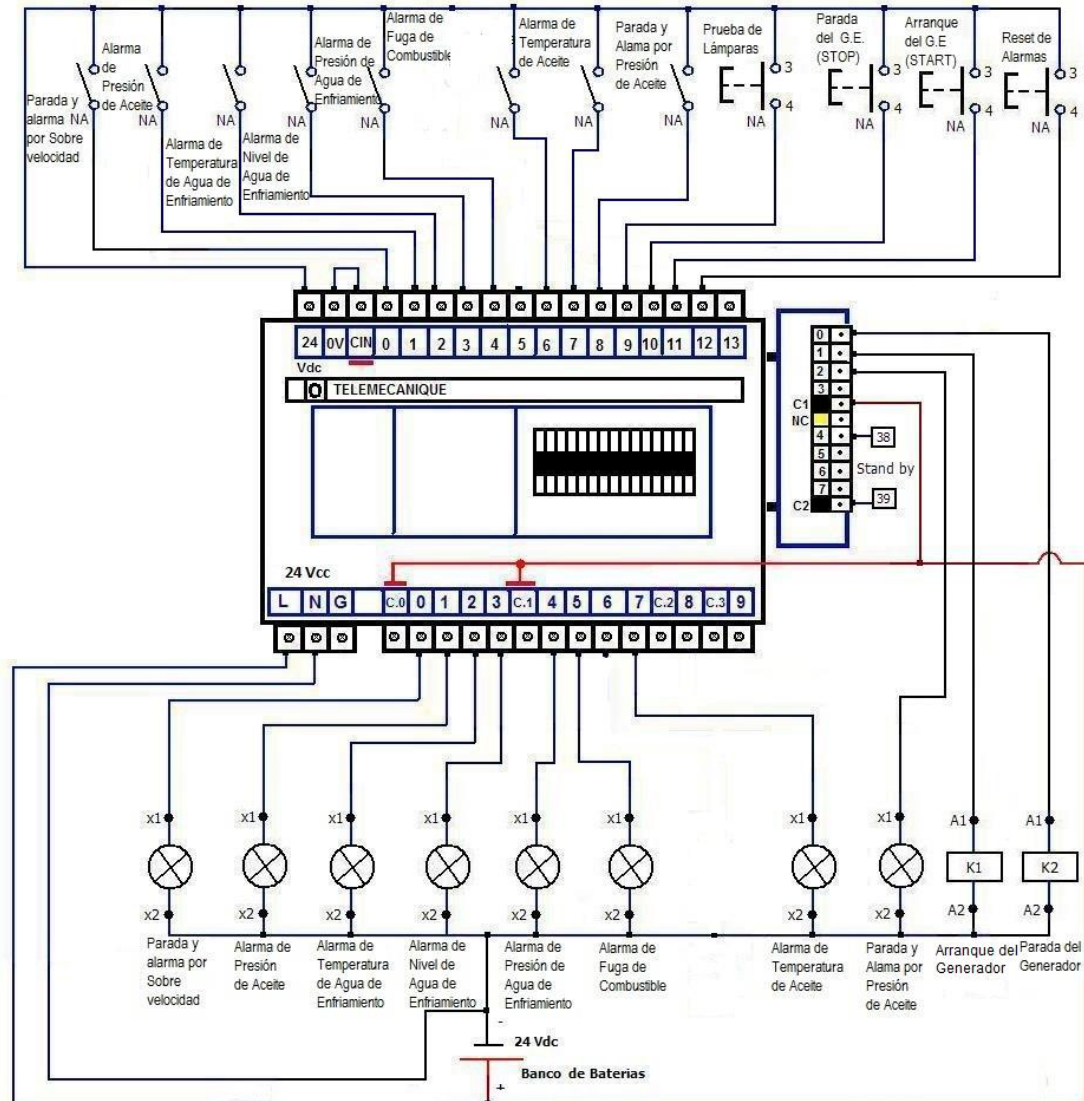 Parada y
alarma
por Sobre
velocidad
NA
Alarma
de
Presión
de Aceite
NA
Alarma de
Temperatura
de Agua de
Enfriamiento
NA
Alarma de
Nivel de
Agua de
Enfriamiento
Alarma de
Presión de
Agua de
Enfriamiento
NA
Alarma de
Fuga de
Combustible
NA
NA
Alarma de
Temperatura
de Aceite
NA
Parada y
Alama por
Presión
de Aceite
NA
Prueba de
Lámparas
3
4
NA
Parada
del G.E.
(STOP)
3
4
NA
Arranque
del G.E
(START)
3
4
NA
Reset de
Alarmas
3
4
NA
24 0V CIN 0 1 2 3 4 5 6 7 8 9 10 11 12 13
Vdc
TELEMECANIQUE
0
1
2
3
C1
NC
4 38
5
6 Stand by
7
C2 39
24 Vcc
L N G C.0 0 1 2 3 C.1 4 5 6 7 C.2 8 C.3 9
x1 x1 x1 x1 x1 x1 x1 x1 A1 A1
K1 K2
x2 x2 x2 x2 x2 x2 x2 x2 A2 A2
Parada y
alarma por
Sobre
velocidad
Alarma de
Presión
de Aceite
Alarma de
Temperatura
de Agua de
Enfriamiento
Alarma de
Nivel de
Agua de
Enfriamiento
Alarma de
Presión de
Agua de
Enfriamiento
Alarma de
Fuga de
Combustible
Alarma de
Temperatura
de Aceite
Parada y
Alama por
Presión
de Aceite
Arranque del
Generador
Parada del
Generador
-
24 Vdc
Banco de Baterias
+